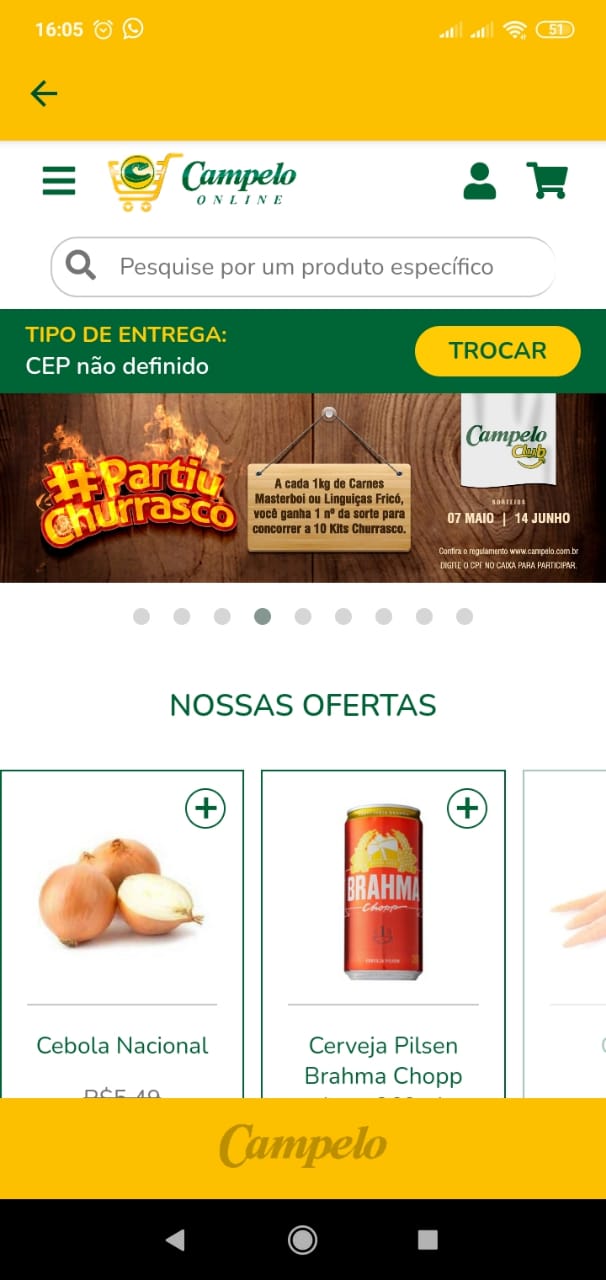 16:05
51
Campelo
ONLINE
Pesquise por um produto específico
TIPO DE ENTREGA:
CEP não definido
TROCAR
#Partiu
Churrasco
A cada 1kg de Carnes
Masterboi ou Linguiças Fricó,
você ganha 1 nº da sorte para
concorrer a 10 Kits Churrasco.
Campelo
Club
SORTEIOS
07 MAIO | 14 JUNHO
Confira o regulamento www.campelo.com.br
DIGITE O CPF NO CAIXA PARA PARTICIPAR.
NOSSAS OFERTAS
BRAHMA
Chopp
Cebola Nacional
R$5,49
Cerveja Pilsen
Brahma Chopp
Campelo